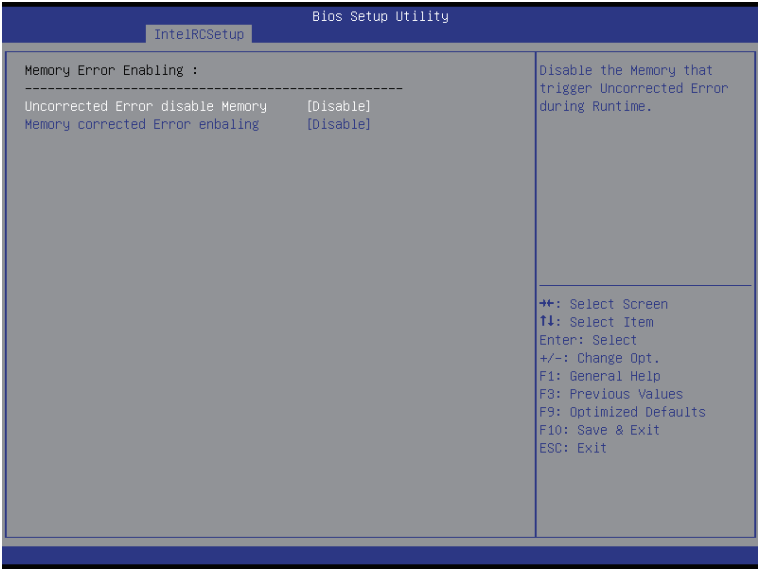 Bios Setup Utility
IntelRCSetup
Memory Error Enabling :
--------------------------------------------------
Uncorrected Error disable Memory [Disable]
Memory corrected Error enbaling [Disable]
Disable the Memory that
trigger Uncorrected Error
during Runtime.
→←: Select Screen
↑↓: Select Item
Enter: Select
+/-: Change Opt.
F1: General Help
F3: Previous Values
F9: Optimized Defaults
F10: Save & Exit
ESC: Exit